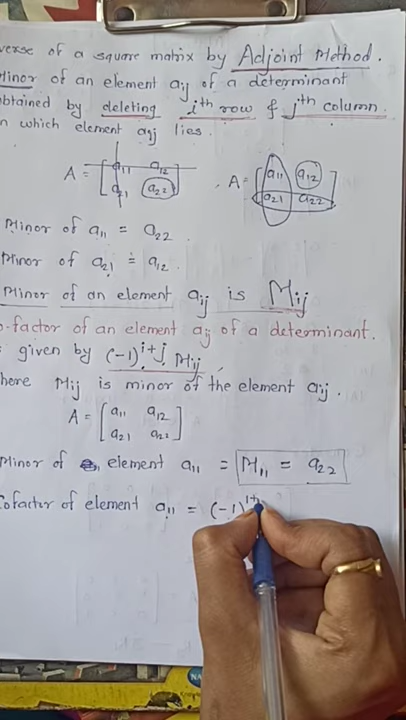 verse of a square matrix by Adjoint Method.
Minor of an element aij of a determinant
obtained by deleting ith row & jth column
n which element aij lies.
A = [a11 a12
a21 a22] , A = [a11 a12
a21 a22]
Minor of a11 = a22
Minor of a21 = a12.
Minor of an element aij is Mij
o-factor of an element aij of a determinant.
given by (-1)^i+j. Mij,
here Mij is minor of the element aij.
A = [a11 a12
a21 a22]
Minor of element a11 = M11 = a22
Cofactor of element a11 = (-1)^1+